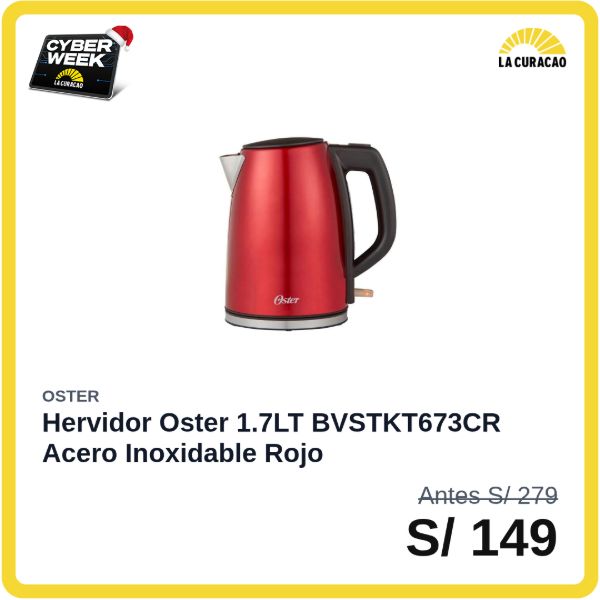 CYBER
WEEK
LA CURACAO
LA CURACAO
Oster
OSTER
Hervidor Oster 1.7LT BVSTKT673CR
Acero Inoxidable Rojo
Antes S/ 279
S/ 149